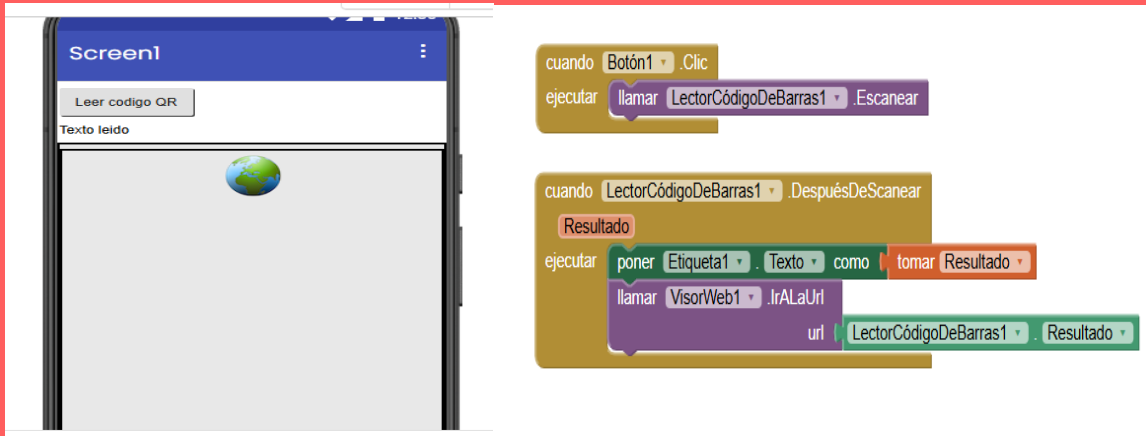 Screen1
Leer codigo QR
Texto leido
cuando Botón1 .Clic
ejecutar llamar LectorCódigoDeBarras1 .Escanear
cuando LectorCódigoDeBarras1 .DespuésDeScanear
Resultado
ejecutar poner Etiqueta1 . Texto como tomar Resultado
llamar VisorWeb1 .IrALaUrl
url LectorCódigoDeBarras1 . Resultado